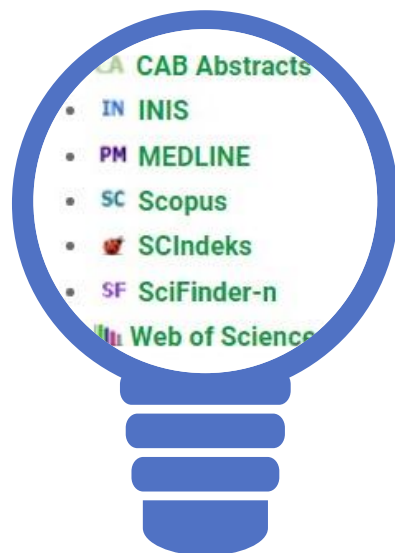 CA CAB Abstracts
IN INIS
PM MEDLINE
SC Scopus
SCIndeks
SF SciFinder-n
Web of Science